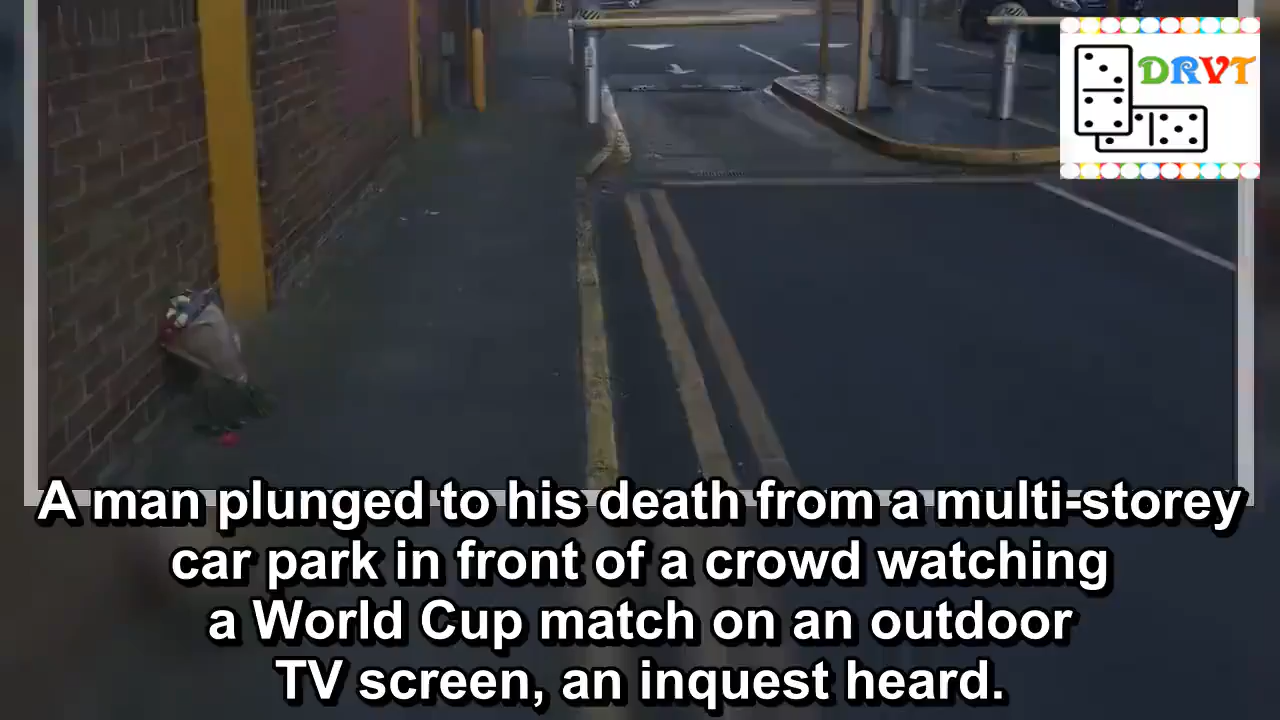 DRVT
A man plunged to his death from a multi-storey
car park in front of a crowd watching
a World Cup match on an outdoor
TV screen, an inquest heard.